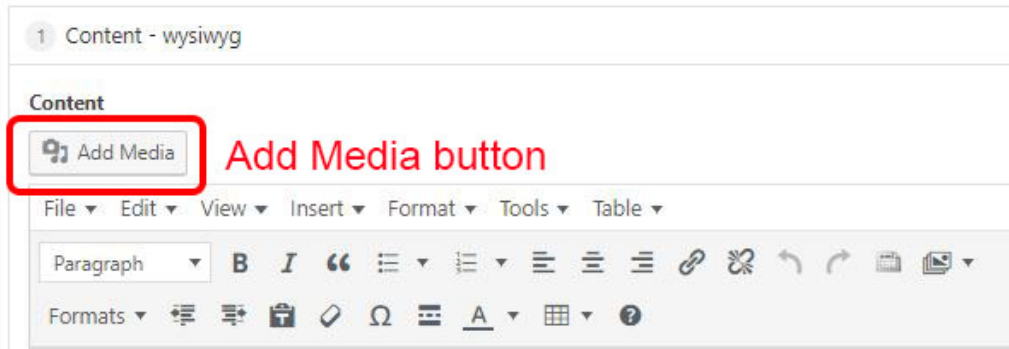 1 Content - wysiwyg
Content
Add Media Add Media button
File Edit View Insert Format Tools Table
Paragraph B I
Formats T Ω A ?